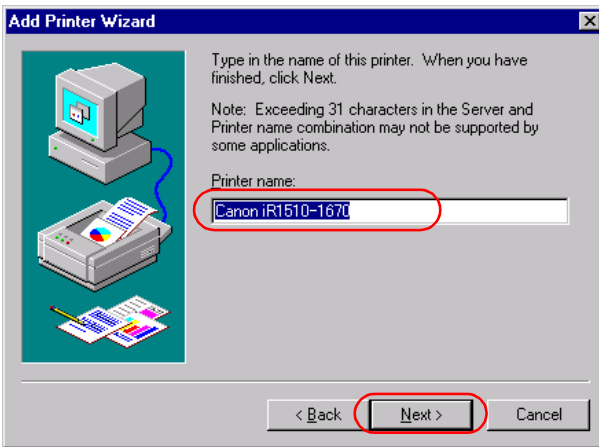 Add Printer Wizard
Type in the name of this printer. When you have
finished, click Next.
Note: Exceeding 31 characters in the Server and
Printer name combination may not be supported by
some applications.
Printer name:
Canon iR1510-1670
< Back
Next >
Cancel